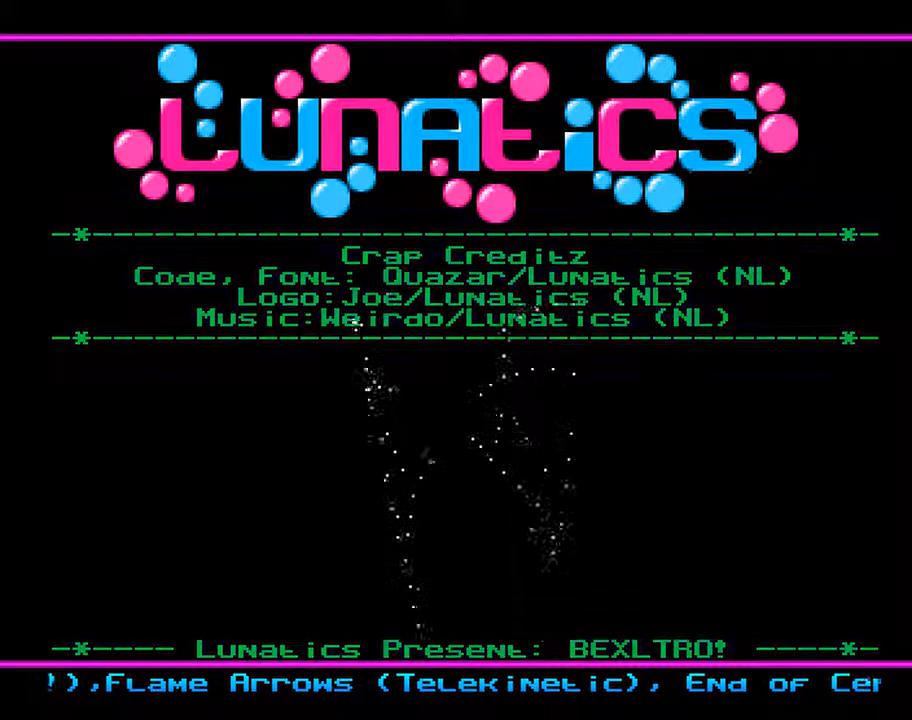 LUNATiCS
-*-------------------------------------*-
Crap Creditz
Code, Font: Quazar/Lunatics (NL)
Logo:Joe/Lunatics (NL)
Music:Weirdo/Lunatics (NL)
-*-------------------------------------*-
-*---- Lunatics Present: BEXLTRO! ----*-
!),Flame Arrows (Telekinetic), End of Cer